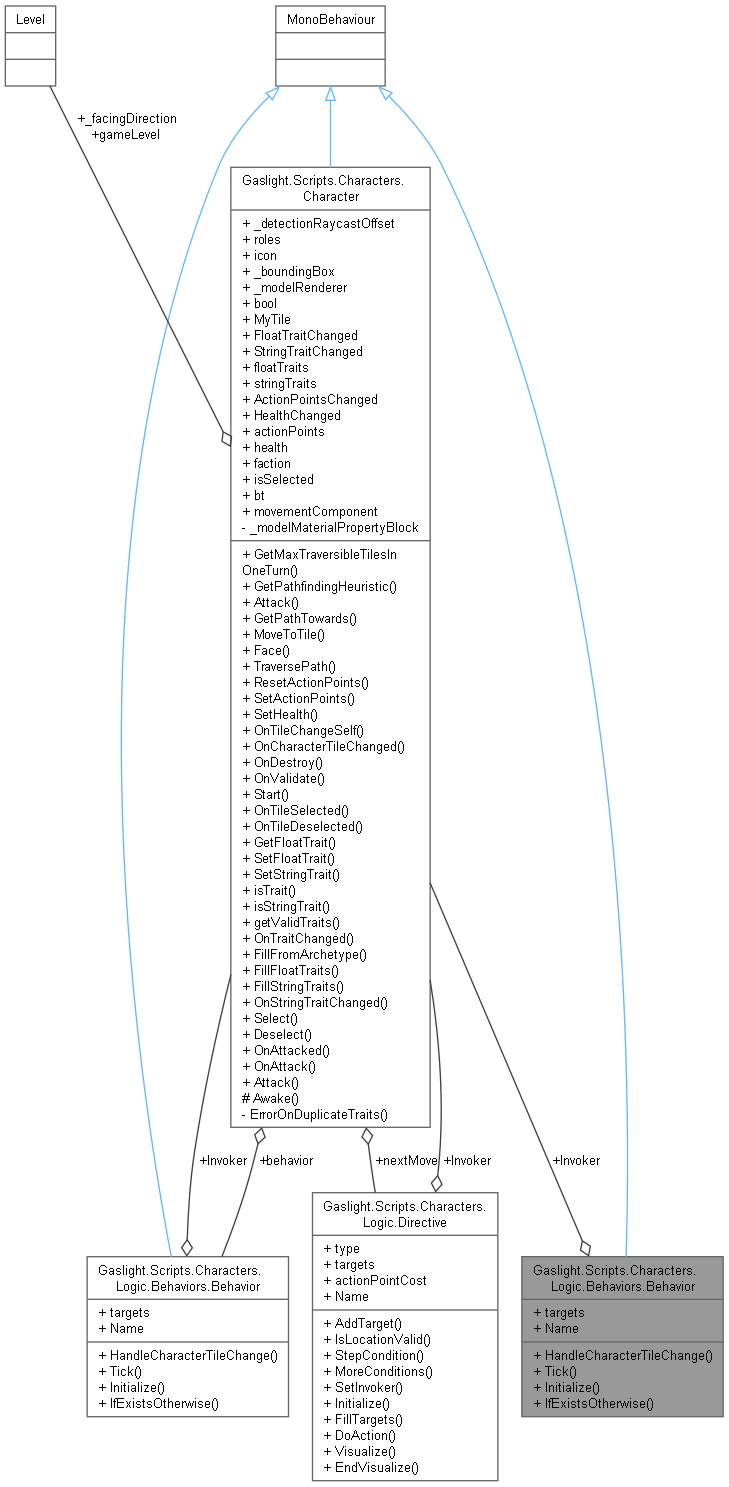 Level
MonoBehaviour
+_facingDirection
+gameLevel
Gaslight.Scripts.Characters.
Character
+ _detectionRaycastOffset
+ roles
+ icon
+ _boundingBox
+ _modelRenderer
+ bool
+ MyTile
+ FloatTraitChanged
+ StringTraitChanged
+ floatTraits
+ stringTraits
+ ActionPointsChanged
+ HealthChanged
+ actionPoints
+ health
+ faction
+ isSelected
+ bt
+ movementComponent
- _modelMaterialPropertyBlock
+ GetMaxTraversibleTilesIn
OneTurn()
+ GetPathfindingHeuristic()
+ Attack()
+ GetPathTowards()
+ MoveToTile()
+ Face()
+ TraversePath()
+ ResetActionPoints()
+ SetActionPoints()
+ SetHealth()
+ OnTileChangeSelf()
+ OnCharacterTileChanged()
+ OnDestroy()
+ OnValidate()
+ Start()
+ OnTileSelected()
+ OnTileDeselected()
+ GetFloatTrait()
+ SetFloatTrait()
+ SetStringTrait()
+ isTrait()
+ isStringTrait()
+ getValidTraits()
+ OnTraitChanged()
+ FillFromArchetype()
+ FillFloatTraits()
+ FillStringTraits()
+ OnStringTraitChanged()
+ Select()
+ Deselect()
+ OnAttacked()
+ OnAttack()
+ Attack()
# Awake()
- ErrorOnDuplicateTraits()
+Invoker
+behavior
+nextMove
+Invoker
+Invoker
Gaslight.Scripts.Characters.
Logic.Behaviors.Behavior
+ targets
+ Name
+ HandleCharacterTileChange()
+ Tick()
+ Initialize()
+ IfExistsOtherwise()
Gaslight.Scripts.Characters.
Logic.Directive
+ type
+ targets
+ actionPointCost
+ Name
+ AddTarget()
+ IsLocationValid()
+ StepCondition()
+ MoreConditions()
+ SetInvoker()
+ Initialize()
+ FillTargets()
+ DoAction()
+ Visualize()
+ EndVisualize()
Gaslight.Scripts.Characters.
Logic.Behaviors.Behavior
+ targets
+ Name
+ HandleCharacterTileChange()
+ Tick()
+ Initialize()
+ IfExistsOtherwise()